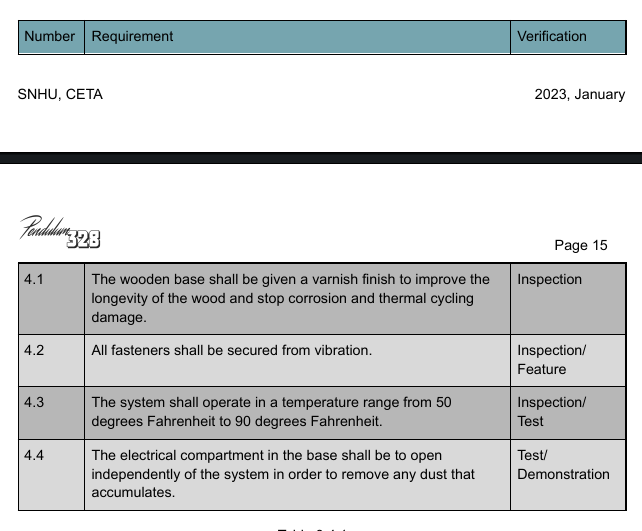 Number Requirement Verification
SNHU, CETA 2023, January
Pendulum 328
Page 15
4.1 The wooden base shall be given a varnish finish to improve the Inspection
longevity of the wood and stop corrosion and thermal cycling
damage.
4.2 All fasteners shall be secured from vibration. Inspection/
Feature
4.3 The system shall operate in a temperature range from 50 Inspection/
degrees Fahrenheit to 90 degrees Fahrenheit. Test
4.4 The electrical compartment in the base shall be to open Test/
independently of the system in order to remove any dust that Demonstration
accumulates.